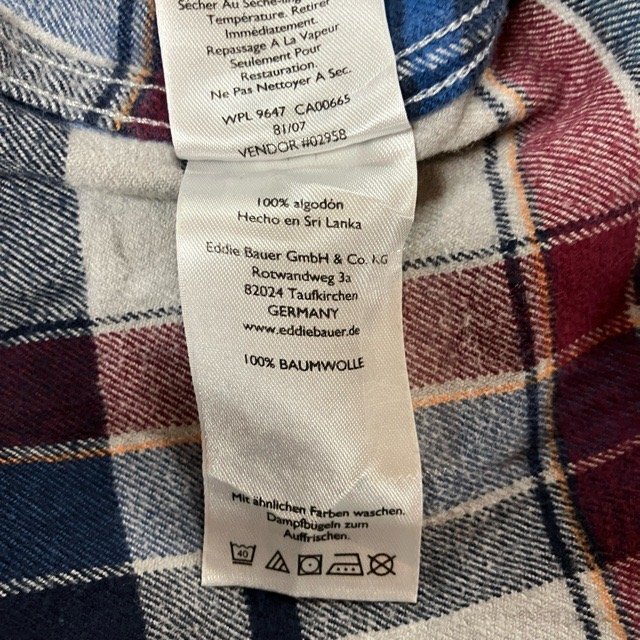 Sécher Au Sèche-linge
Température. Retirer
Immédiatement.
Repassage A La Vapeur
Seulement Pour
Restauration.
Ne Pas Nettoyer A Sec.
WPL 9647 CA00665
81/07
VENDOR #02958
100% algodón
Hecho en Sri Lanka
Eddie Bauer GmbH & Co. KG
Rotwandweg 3a
82024 Taufkirchen
GERMANY
www.eddiebauer.de
100% BAUMWOLLE
Mit ähnlichen Farben waschen.
Dampfbügeln zum
Auffrischen.
40